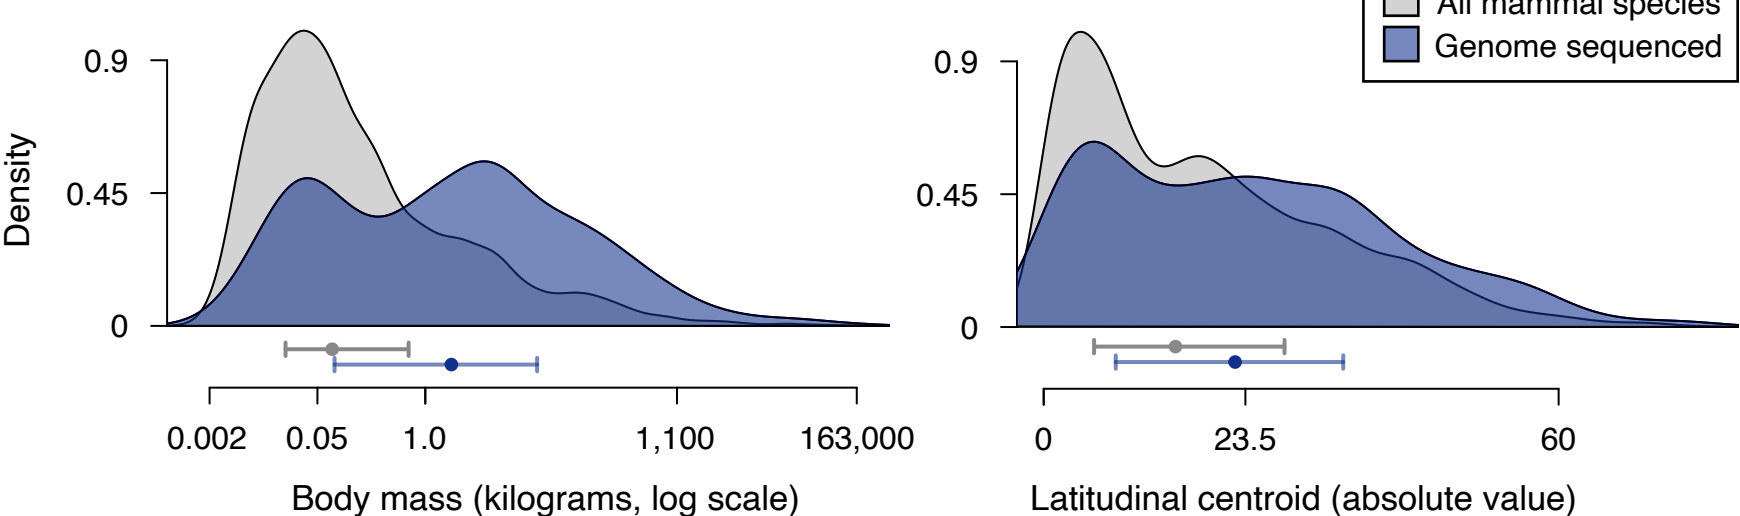 All mammal species
Genome sequenced
Density
0.9
0.45
0
0.002 0.05 1.0 1,100 163,000
Body mass (kilograms, log scale)
0.9
0.45
0
0 23.5 60
Latitudinal centroid (absolute value)